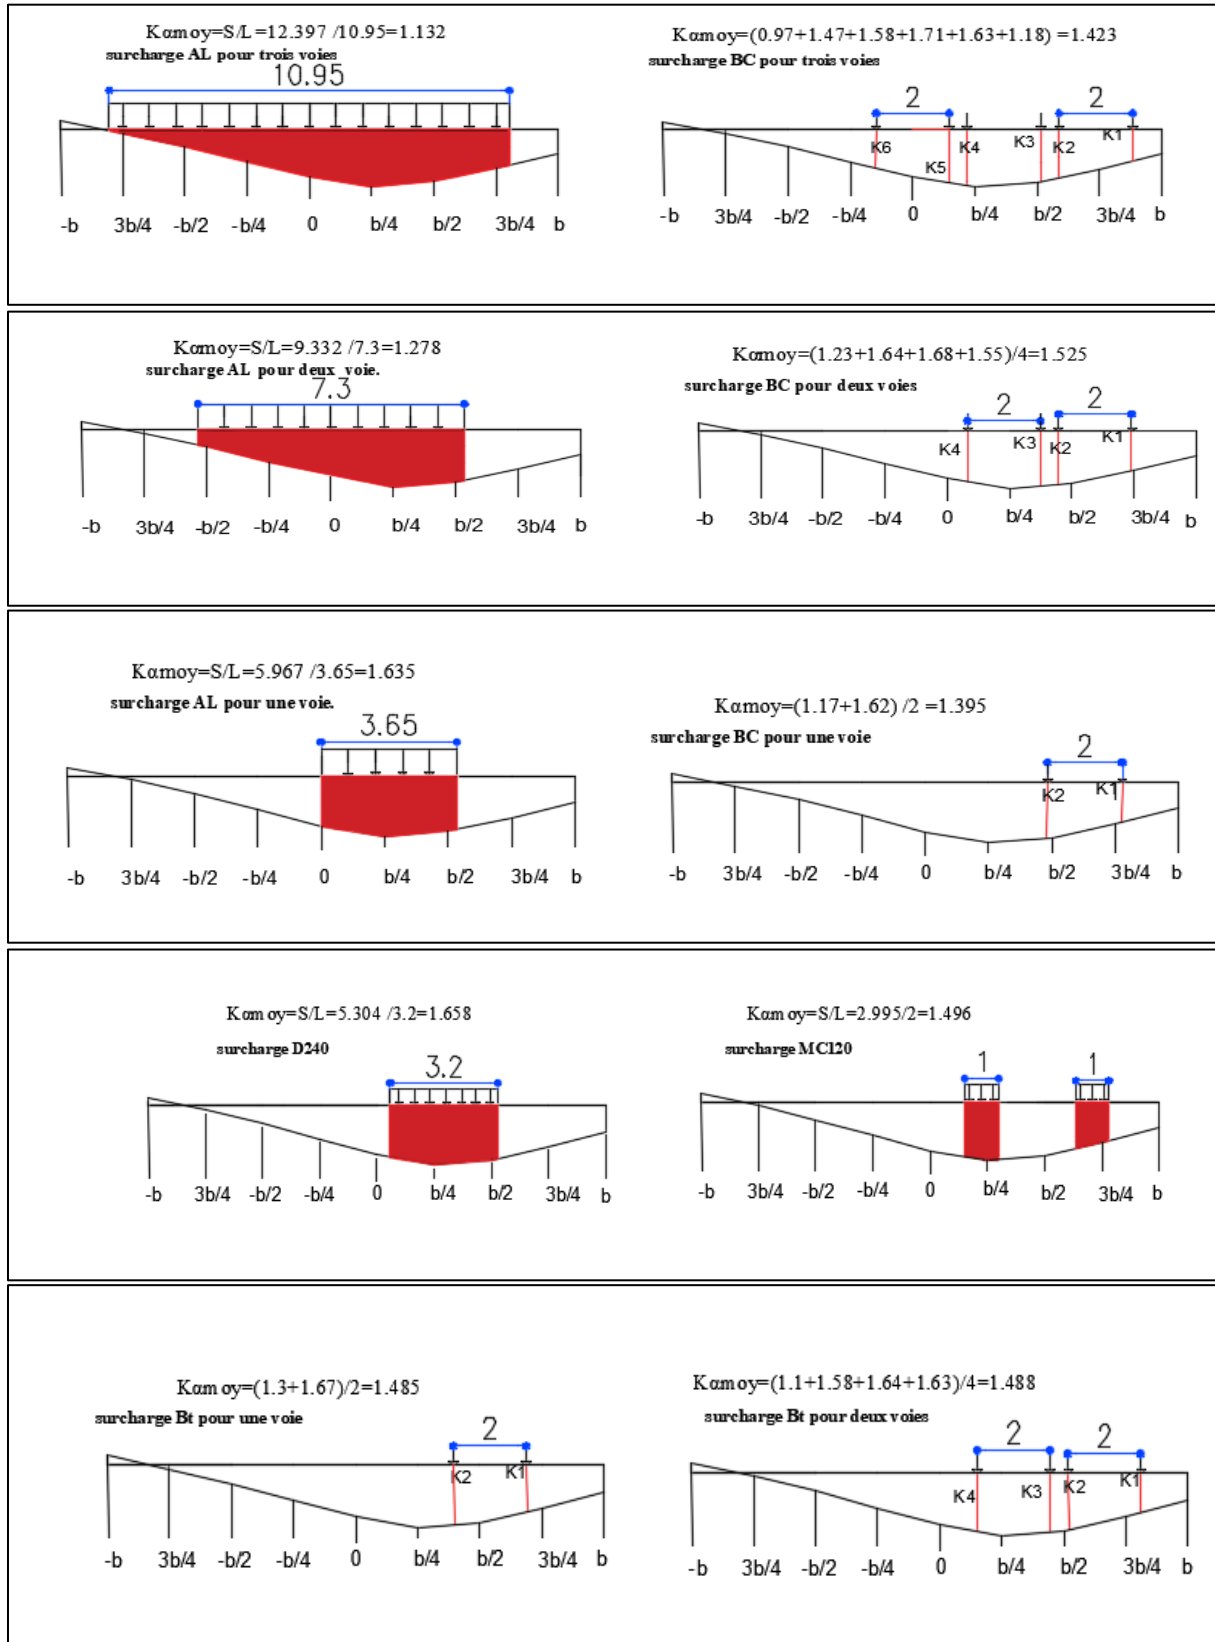 Kαmoy=S/L=12.397 /10.95=1.132
surcharge AL pour trois voies
10.95
-b 3b/4 -b/2 -b/4 0 b/4 b/2 3b/4 b
Kαmoy=(0.97+1.47+1.58+1.71+1.63+1.18) =1.423
surcharge BC pour trois voies
2 2
K6 K5 K4 K3 K2 K1
-b 3b/4 -b/2 -b/4 0 b/4 b/2 3b/4 b
Kαmoy=S/L=9.332 /7.3=1.278
surcharge AL pour deux voie.
7.3
-b 3b/4 -b/2 -b/4 0 b/4 b/2 3b/4 b
Kαmoy=(1.23+1.64+1.68+1.55)/4=1.525
surcharge BC pour deux voies
2 2
K4 K3 K2 K1
-b 3b/4 -b/2 -b/4 0 b/4 b/2 3b/4 b
Kαmoy=S/L=5.967 /3.65=1.635
surcharge AL pour une voie.
3.65
-b 3b/4 -b/2 -b/4 0 b/4 b/2 3b/4 b
Kαmoy=(1.17+1.62) /2 =1.395
surcharge BC pour une voie
2
K2 K1
-b 3b/4 -b/2 -b/4 0 b/4 b/2 3b/4 b
Kαmoy=S/L=5.304 /3.2=1.658
surcharge D240
3.2
-b 3b/4 -b/2 -b/4 0 b/4 b/2 3b/4 b
Kαmoy=S/L=2.995/2=1.496
surcharge MC120
1 1
-b 3b/4 -b/2 -b/4 0 b/4 b/2 3b/4 b
Kαmoy=(1.3+1.67)/2=1.485
surcharge Bt pour une voie
2
K2 K1
-b 3b/4 -b/2 -b/4 0 b/4 b/2 3b/4 b
Kαmoy=(1.1+1.58+1.64+1.63)/4=1.488
surcharge Bt pour deux voies
2 2
K4 K3 K2 K1
-b 3b/4 -b/2 -b/4 0 b/4 b/2 3b/4 b